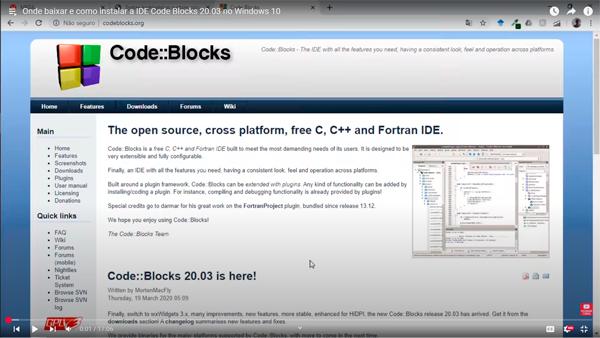 Onde baixar e como instalar a IDE Code Blocks 20.03 no Windows 10
Code::Blocks
Não seguro | codeblocks.org
Code::Blocks
Code::Blocks - The IDE with all the features you need, having a consistent look, feel and operation across platforms.
Home Features Downloads Forums Wiki
Main
Home
Features
Screenshots
Downloads
Plugins
User manual
Licensing
Donations
Quick links
FAQ
Wiki
Forums
Forums
(mobile)
Nightlies
Ticket
System
Browse SVN
Browse SVN
log
The open source, cross platform, free C, C++ and Fortran IDE.
Code::Blocks is a free C, C++ and Fortran IDE built to meet the most demanding needs of its users. It is designed to be
very extensible and fully configurable.
Finally, an IDE with all the features you need, having a consistent look, feel and operation across platforms.
Built around a plugin framework, Code::Blocks can be extended with plugins. Any kind of functionality can be added by
installing/coding a plugin. For instance, compiling and debugging functionality is already provided by plugins!
Special credits go to darmar for his great work on the FortranProject plugin, bundled since release 13.12.
We hope you enjoy using Code::Blocks!
The Code::Blocks Team
Code::Blocks 20.03 is here!
Written by MortenMacFly
Thursday, 19 March 2020 05:09
Finally, switch to wxWidgets 3.x, many improvements, new features, more stable, enhanced for HiDPI, the new Code::Blocks release 20.03 has arrived. Get it from the
downloads section! A changelog summarises new features and fixes.
We provide binaries for the major platforms supported by Code::Blocks, with more to come in the next time.
0:01 / 17:06